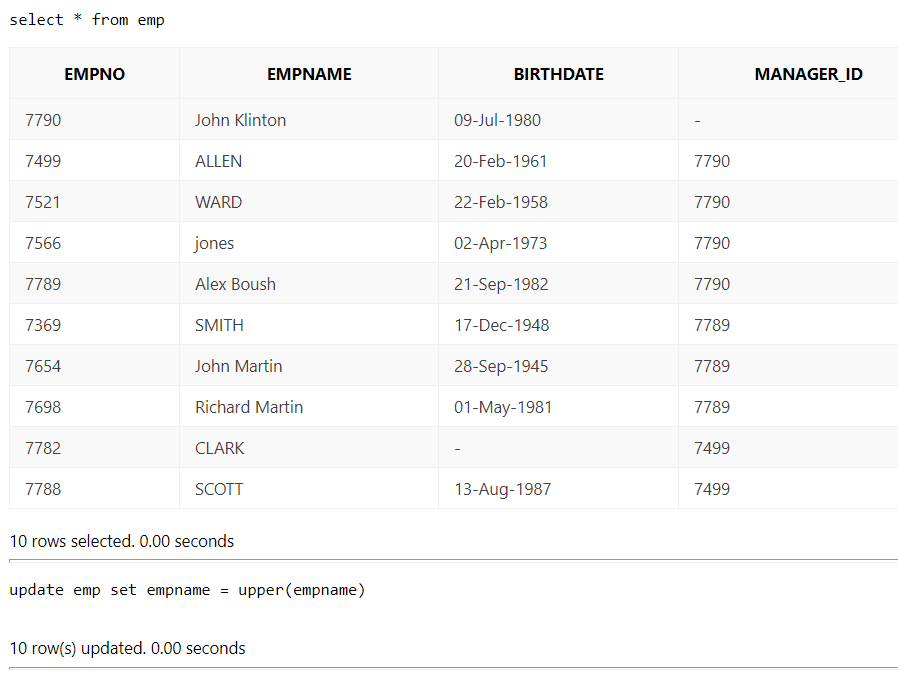 select * from emp
EMPNO EMPNAME BIRTHDATE MANAGER_ID
7790 John Klinton 09-Jul-1980 -
7499 ALLEN 20-Feb-1961 7790
7521 WARD 22-Feb-1958 7790
7566 jones 02-Apr-1973 7790
7789 Alex Boush 21-Sep-1982 7790
7369 SMITH 17-Dec-1948 7789
7654 John Martin 28-Sep-1945 7789
7698 Richard Martin 01-May-1981 7789
7782 CLARK - 7499
7788 SCOTT 13-Aug-1987 7499
10 rows selected. 0.00 seconds
update emp set empname = upper(empname)
10 row(s) updated. 0.00 seconds